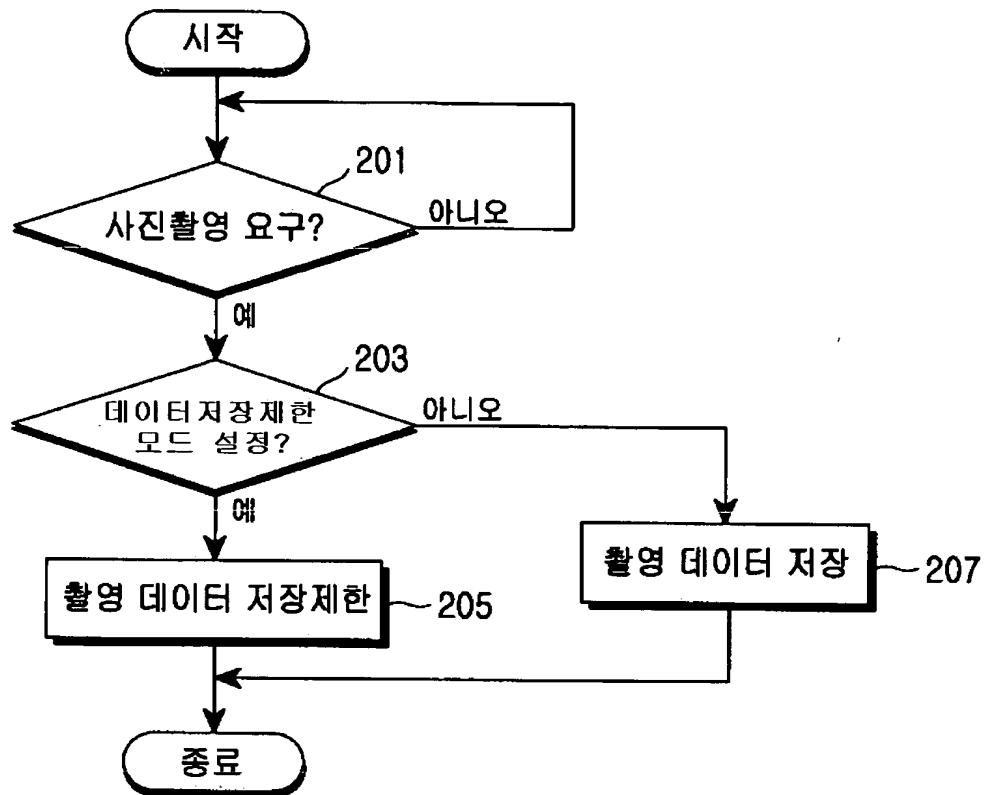 시작
201
사진촬영 요구?
아니오
예
203
데이터저장제한
모드 설정?
아니오
예
촬영 데이터 저장
207
촬영 데이터 저장제한
205
종료